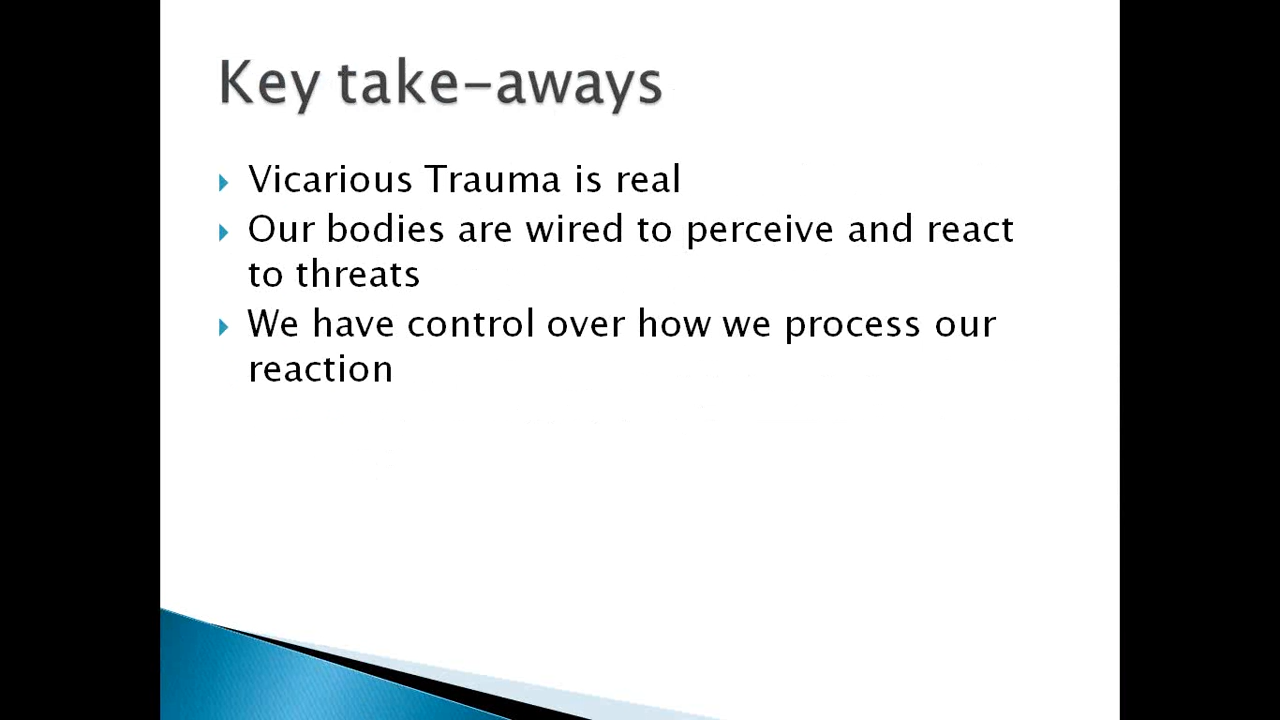 Key take-aways
Vicarious Trauma is real
Our bodies are wired to perceive and react
to threats
We have control over how we process our
reaction